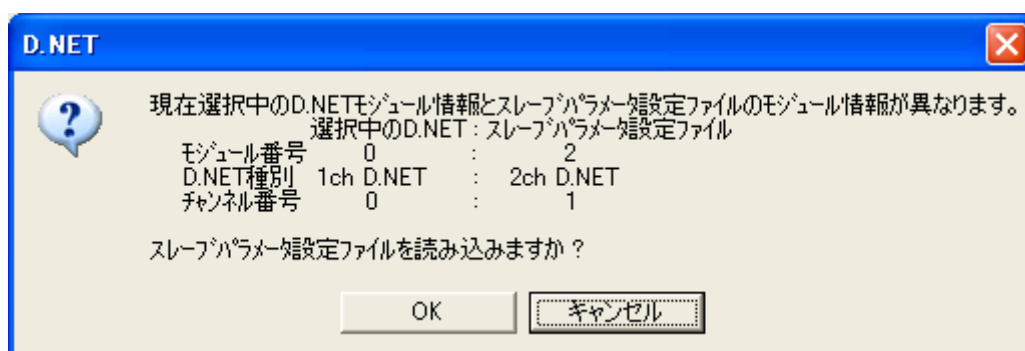 D.NET
現在選択中のD.NETﾓｼﾞｭｰﾙ情報とｽﾚｰﾌﾞﾊﾟﾗﾒｰﾀ設定ﾌｧｲﾙのﾓｼﾞｭｰﾙ情報が異なります。
選択中のD.NET : ｽﾚｰﾌﾞﾊﾟﾗﾒｰﾀ設定ﾌｧｲﾙ
ﾓｼﾞｭｰﾙ番号 0 : 2
D.NET種別 1ch D.NET : 2ch D.NET
ﾁｬﾝﾈﾙ番号 0 : 1
ｽﾚｰﾌﾞﾊﾟﾗﾒｰﾀ設定ﾌｧｲﾙを読み込みますか ?
OK キャンセル